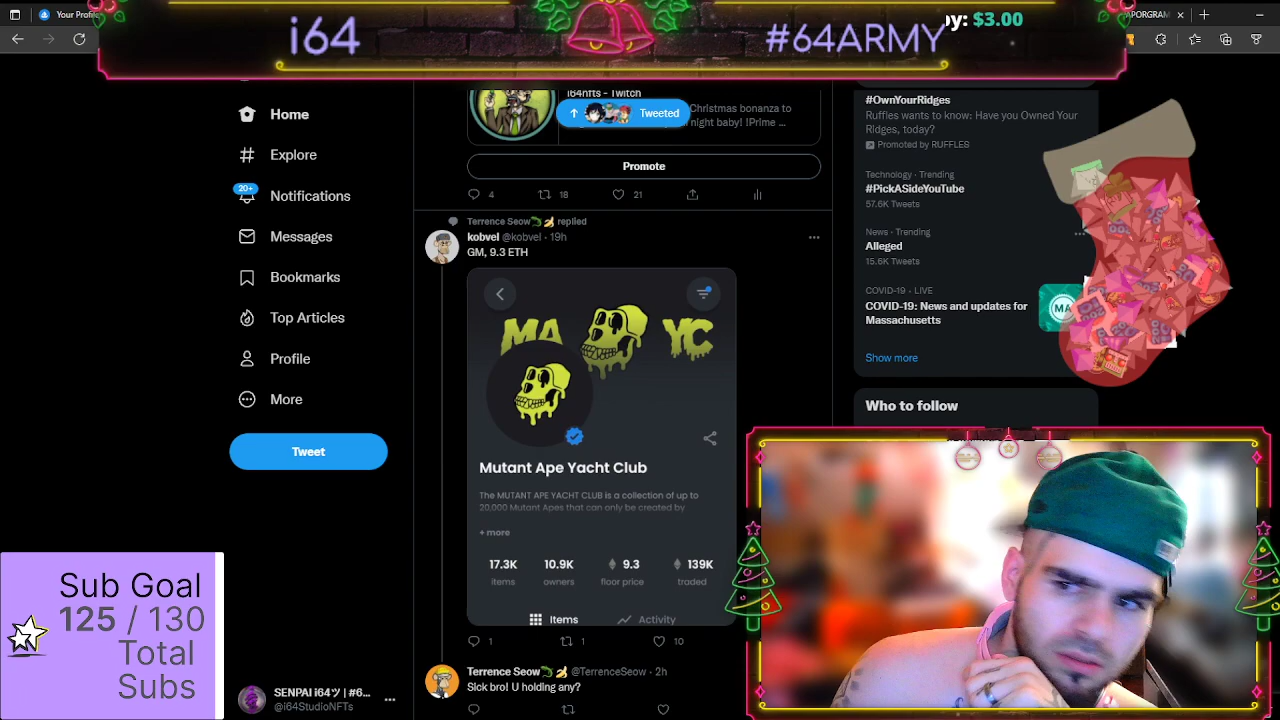 Your Profile
i64
#64ARMY
y: $3.00
APORGRAM
Home
Explore
20+
Notifications
Messages
Bookmarks
Top Articles
Profile
More
Tweet
SENPAI i64ツ | #6...
@i64StudioNFTs
i64nfts - Twitch
Christmas bonanza to
night baby! !Prime ...
Tweeted
Promote
4
18
21
Terrence Seow replied
kobvel @kobvel · 19h
GM, 9.3 ETH
MA YC
Mutant Ape Yacht Club
The MUTANT APE YACHT CLUB is a collection of up to
20,000 Mutant Apes that can only be created by
+ more
17.3K
items
10.9K
owners
9.3
floor price
139K
traded
Items
Activity
1
1
10
Terrence Seow @TerrenceSeow · 2h
Sick bro! U holding any?
#OwnYourRidges
Ruffles wants to know: Have you Owned Your
Ridges, today?
Promoted by RUFFLES
Technology · Trending
#PickASideYouTube
57.6K Tweets
News · Trending
Alleged
15.6K Tweets
COVID-19 · LIVE
COVID-19: News and updates for
Massachusetts
MA
Show more
Who to follow
Sub Goal
125 / 130
Total
Subs